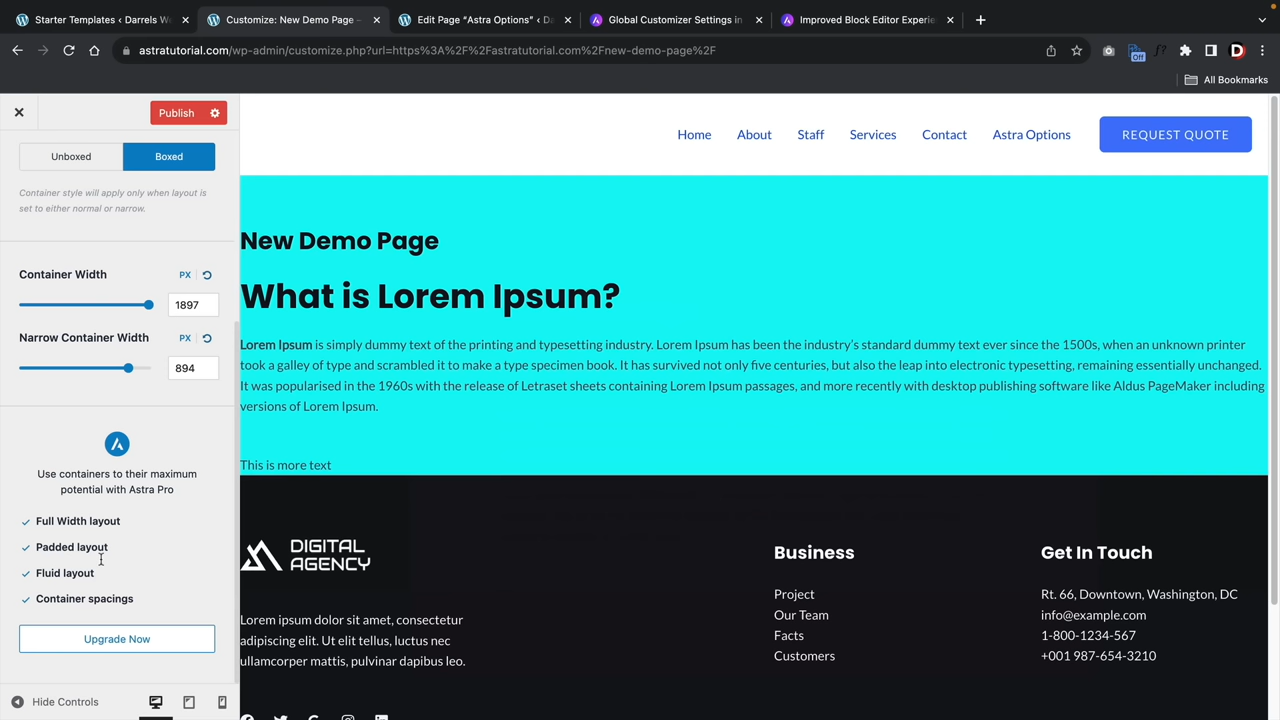 Starter Templates ‹ Darrels We
Customize: New Demo Page –
Edit Page “Astra Options” ‹ Da
Global Customizer Settings in
Improved Block Editor Experie
astratutorial.com/wp-admin/customize.php?url=https%3A%2F%2Fastratutorial.com%2Fnew-demo-page%2F
Off
f?
D
All Bookmarks
Publish
Unboxed
Boxed
Container style will apply only when layout is
set to either normal or narrow.
Container Width
PX
1897
Narrow Container Width
PX
894
Use containers to their maximum
potential with Astra Pro
Full Width layout
Padded layout
Fluid layout
Container spacings
Upgrade Now
Hide Controls
Home
About
Staff
Services
Contact
Astra Options
REQUEST QUOTE
New Demo Page
What is Lorem Ipsum?
Lorem Ipsum is simply dummy text of the printing and typesetting industry. Lorem Ipsum has been the industry’s standard dummy text ever since the 1500s, when an unknown printer
took a galley of type and scrambled it to make a type specimen book. It has survived not only five centuries, but also the leap into electronic typesetting, remaining essentially unchanged.
It was popularised in the 1960s with the release of Letraset sheets containing Lorem Ipsum passages, and more recently with desktop publishing software like Aldus PageMaker including
versions of Lorem Ipsum.
This is more text
DIGITAL
AGENCY
Lorem ipsum dolor sit amet, consectetur
adipiscing elit. Ut elit tellus, luctus nec
ullamcorper mattis, pulvinar dapibus leo.
Business
Project
Our Team
Facts
Customers
Get In Touch
Rt. 66, Downtown, Washington, DC
info@example.com
1-800-1234-567
+001 987-654-3210